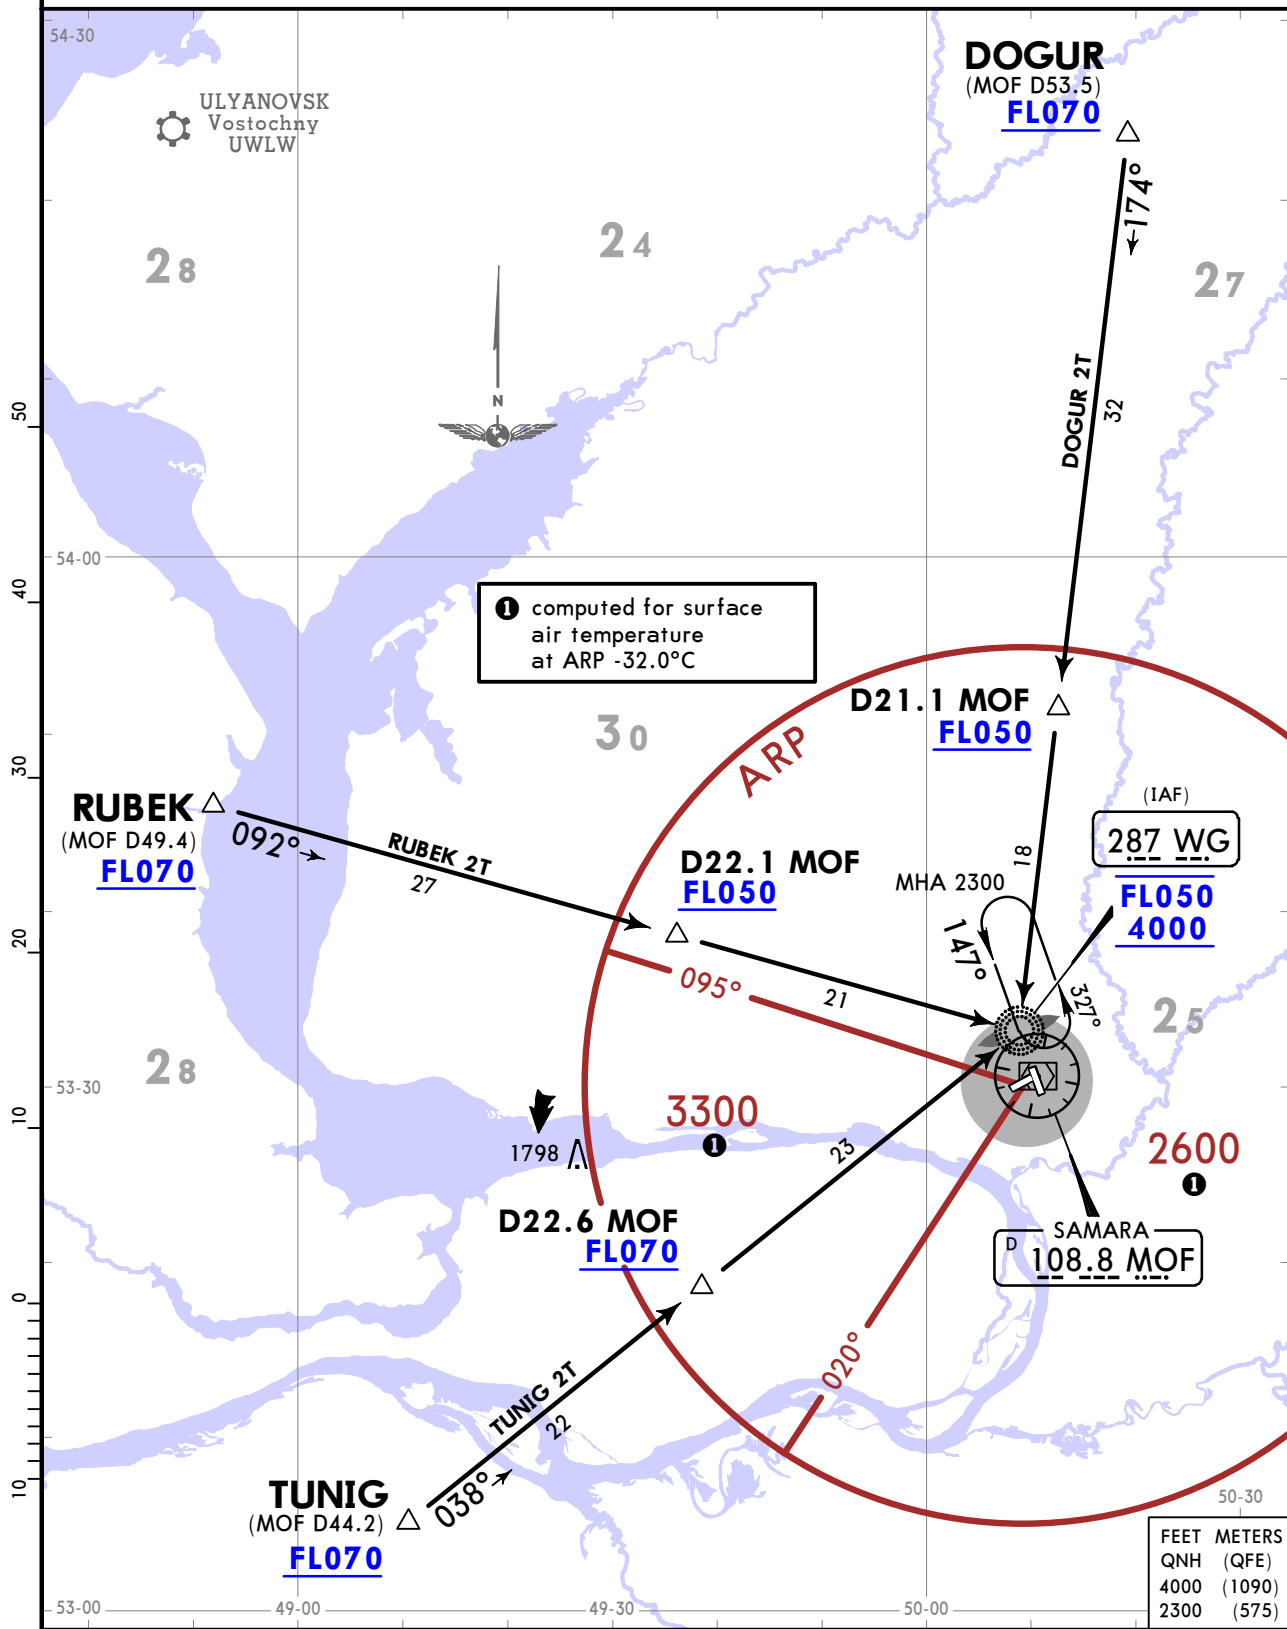 54-30
ULYANOVSK
Vostochny
UWLW
DOGUR
(MOF D53.5)
FL070
174°
28
24
27
N
DOGUR 2T
32
50
40
30
20
10
0
10
54-00
❶ computed for surface
air temperature
at ARP -32.0°C
30
ARP
D21.1 MOF
FL050
RUBEK
(MOF D49.4)
FL070
092°
RUBEK 2T
27
D22.1 MOF
FL050
(IAF)
287 WG
FL050
4000
18
MHA 2300
147°
327°
095°
21
25
28
53-30
3300
❶
1798
23
2600
❶
D22.6 MOF
FL070
SAMARA
D 108.8 MOF
020°
TUNIG 2T
22
TUNIG
(MOF D44.2)
FL070
038°
50-30
FEET METERS
QNH (QFE)
4000 (1090)
2300 (575)
53-00
49-00
49-30
50-00